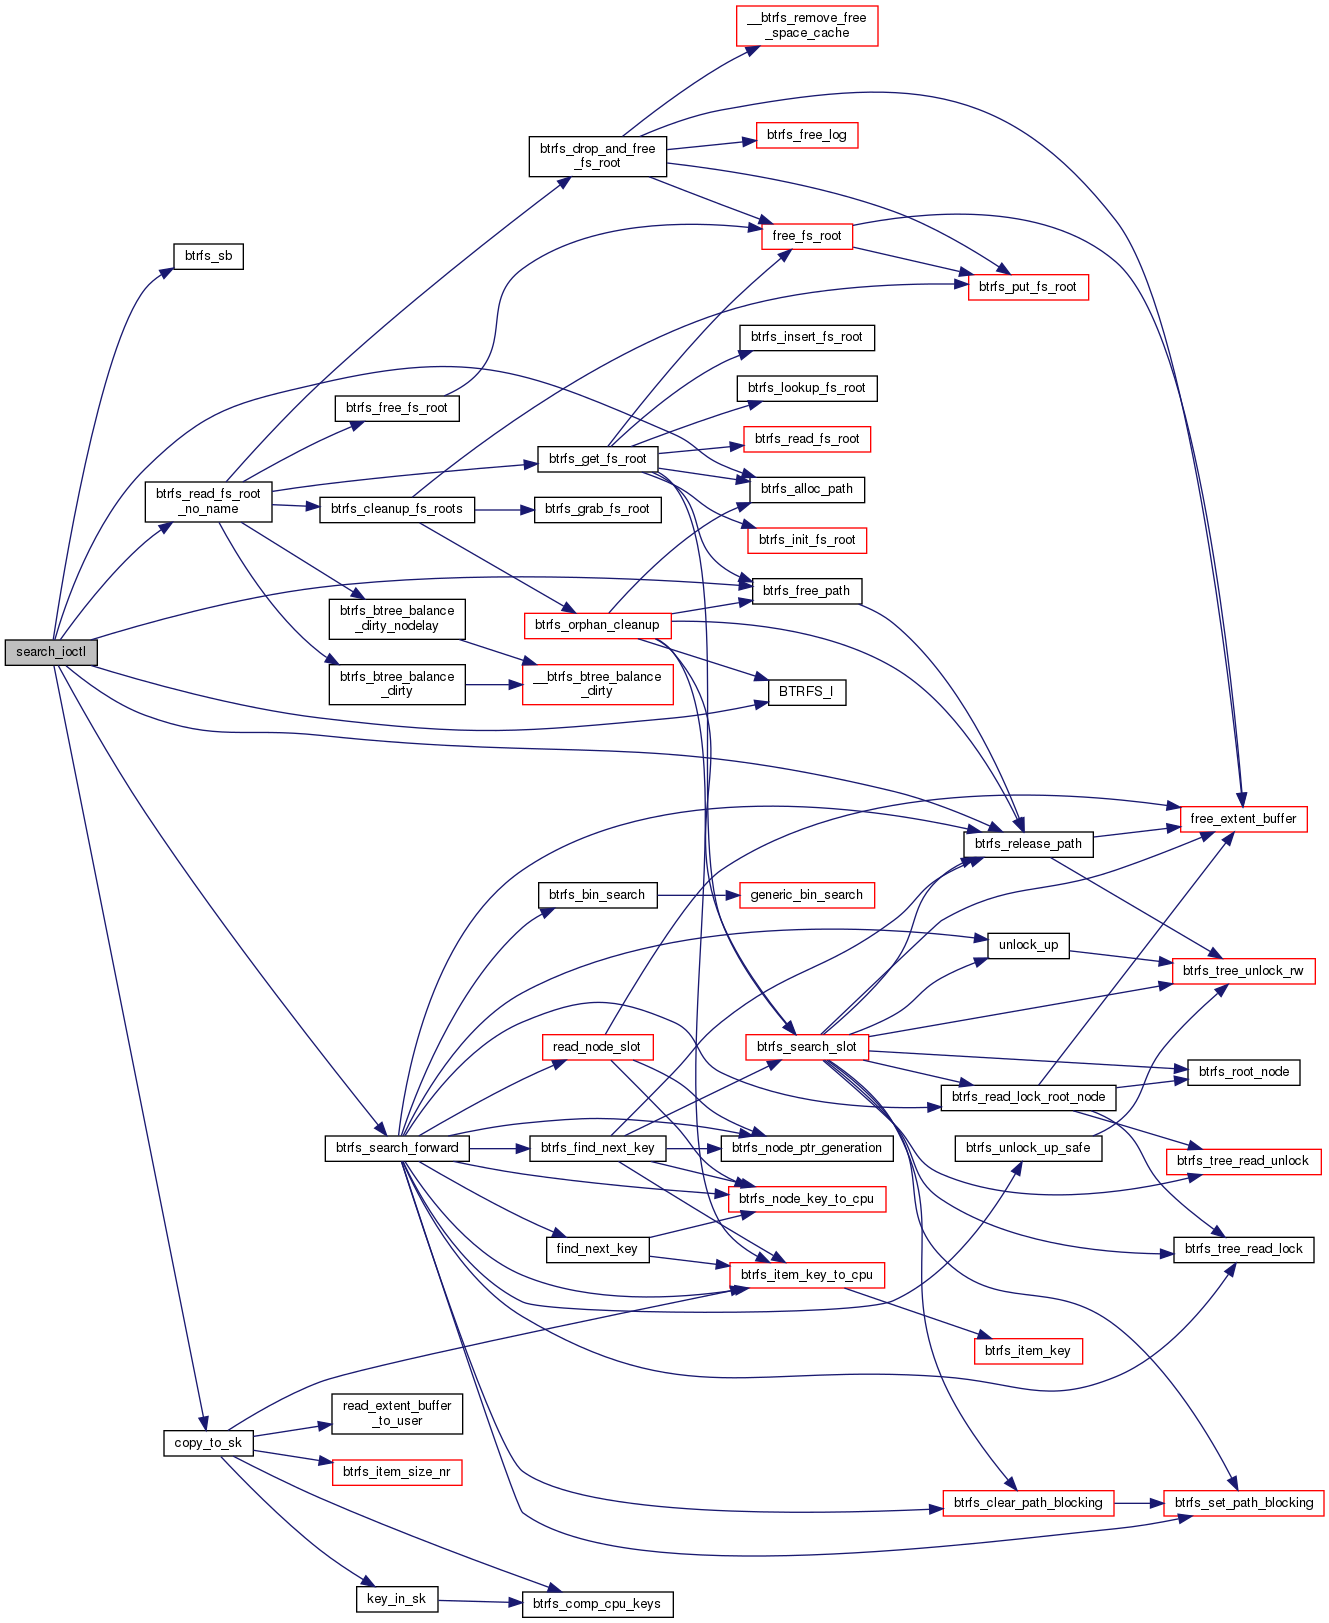 __btrfs_remove_free
_space_cache
btrfs_free_log
btrfs_drop_and_free
_fs_root
free_fs_root
btrfs_sb
btrfs_put_fs_root
btrfs_insert_fs_root
btrfs_lookup_fs_root
btrfs_free_fs_root
btrfs_read_fs_root
btrfs_get_fs_root
btrfs_alloc_path
btrfs_read_fs_root
_no_name
btrfs_cleanup_fs_roots
btrfs_grab_fs_root
btrfs_init_fs_root
btrfs_free_path
btrfs_btree_balance
_dirty_nodelay
btrfs_orphan_cleanup
search_ioctl
btrfs_btree_balance
_dirty
__btrfs_btree_balance
_dirty
BTRFS_I
free_extent_buffer
btrfs_release_path
btrfs_bin_search
generic_bin_search
unlock_up
btrfs_tree_unlock_rw
read_node_slot
btrfs_search_slot
btrfs_root_node
btrfs_read_lock_root_node
btrfs_search_forward
btrfs_find_next_key
btrfs_node_ptr_generation
btrfs_unlock_up_safe
btrfs_tree_read_unlock
btrfs_node_key_to_cpu
find_next_key
btrfs_tree_read_lock
btrfs_item_key_to_cpu
btrfs_item_key
read_extent_buffer
_to_user
copy_to_sk
btrfs_item_size_nr
btrfs_clear_path_blocking
btrfs_set_path_blocking
key_in_sk
btrfs_comp_cpu_keys